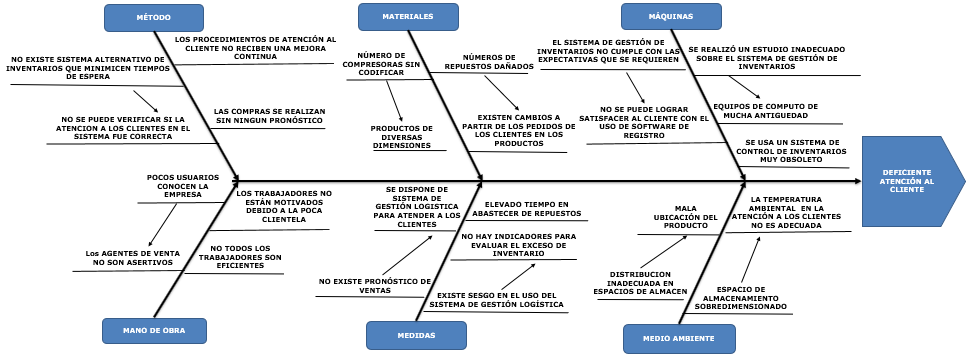 MÉTODO
MATERIALES
MÁQUINAS
LOS PROCEDIMIENTOS DE ATENCIÓN AL
CLIENTE NO RECIBEN UNA MEJORA
CONTINUA
NO EXISTE SISTEMA ALTERNATIVO DE
INVENTARIOS QUE MINIMICEN TIEMPOS
DE ESPERA
LAS COMPRAS SE REALIZAN
SIN NINGUN PRONÓSTICO
NO SE PUEDE VERIFICAR SI LA
ATENCION A LOS CLIENTES EN EL
SISTEMA FUE CORRECTA
NÚMERO DE
COMPRESORAS SIN
CODIFICAR
NÚMEROS DE
REPUESTOS DAÑADOS
PRODUCTOS DE
DIVERSAS
DIMENSIONES
EXISTEN CAMBIOS A
PARTIR DE LOS PEDIDOS DE
LOS CLIENTES EN LOS
PRODUCTOS
EL SISTEMA DE GESTIÓN DE
INVENTARIOS NO CUMPLE CON LAS
EXPECTATIVAS QUE SE REQUIEREN
SE REALIZÓ UN ESTUDIO INADECUADO
SOBRE EL SISTEMA DE GESTIÓN DE
INVENTARIOS
NO SE PUEDE LOGRAR
SATISFACER AL CLIENTE CON EL
USO DE SOFTWARE DE
REGISTRO
EQUIPOS DE COMPUTO DE
MUCHA ANTIGUEDAD
SE USA UN SISTEMA DE
CONTROL DE INVENTARIOS
MUY OBSOLETO
DEFICIENTE
ATENCIÓN AL
CLIENTE
POCOS USUARIOS
CONOCEN LA
EMPRESA
LOS TRABAJADORES NO
ESTÁN MOTIVADOS
DEBIDO A LA POCA
CLIENTELA
Los AGENTES DE VENTA
NO SON ASERTIVOS
NO TODOS LOS
TRABAJADORES SON
EFICIENTES
SE DISPONE DE
SISTEMA DE
GESTIÓN LOGISTICA
PARA ATENDER A LOS
CLIENTES
ELEVADO TIEMPO EN
ABASTECER DE REPUESTOS
NO HAY INDICADORES PARA
EVALUAR EL EXCESO DE
INVENTARIO
NO EXISTE PRONÓSTICO DE
VENTAS
EXISTE SESGO EN EL USO DEL
SISTEMA DE GESTIÓN LOGÍSTICA
MALA
UBICACIÓN DEL
PRODUCTO
LA TEMPERATURA
AMBIENTAL EN LA
ATENCIÓN A LOS CLIENTES
NO ES ADECUADA
DISTRIBUCION
INADECUADA EN
ESPACIOS DE ALMACEN
ESPACIO DE
ALMACENAMIENTO
SOBREDIMENSIONADO
MANO DE OBRA
MEDIDAS
MEDIO AMBIENTE